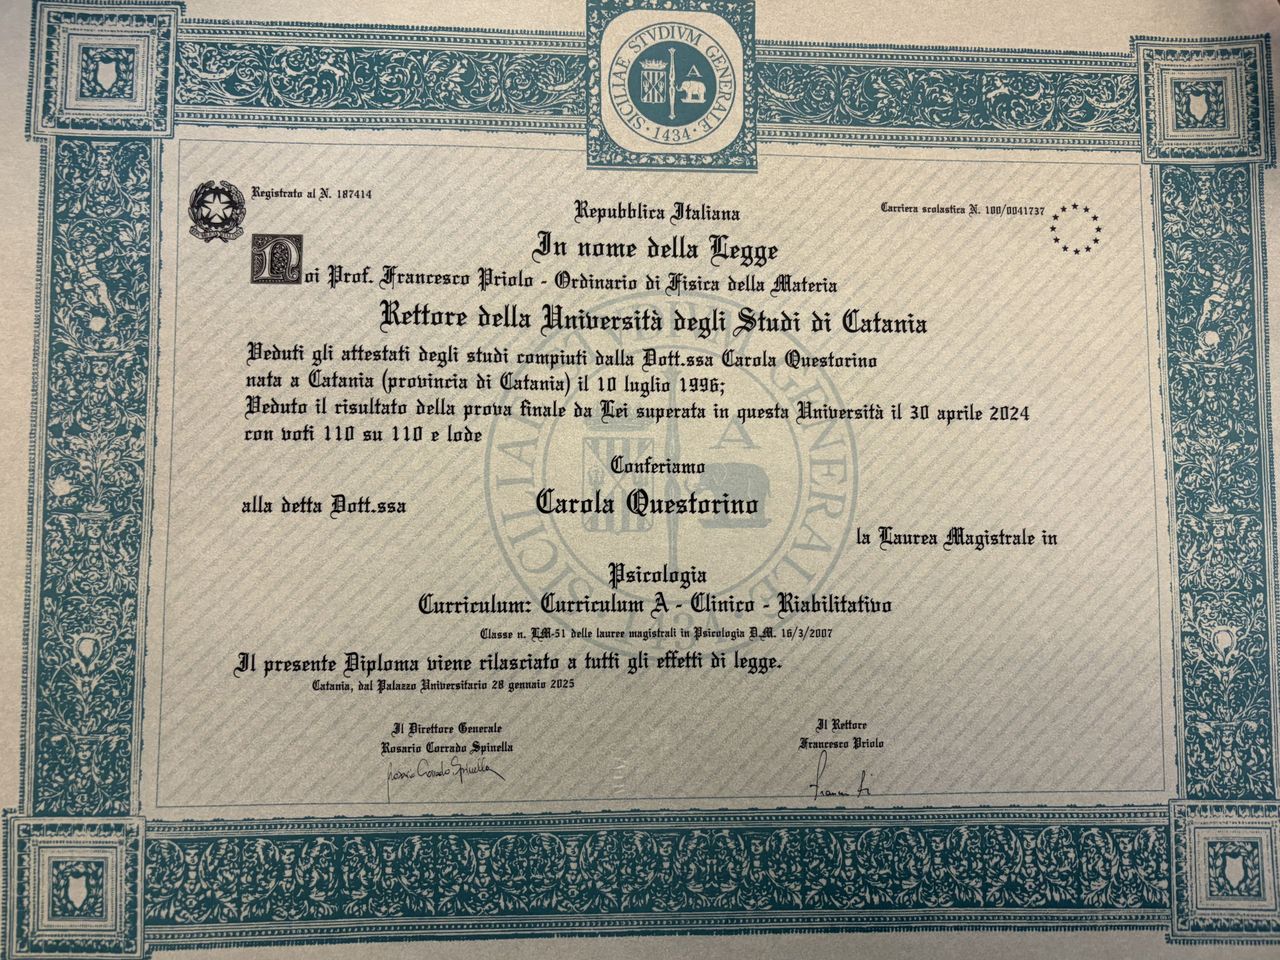 SICILIAE STVDIVM GENERALE · 1434 ·
Registrato al N. 187414
Carriera scolastica N. 100/0041737
Repubblica Italiana
In nome della Legge
Noi Prof. Francesco Priolo - Ordinario di Fisica della Materia
Rettore della Università degli Studi di Catania
Veduti gli attestati degli studi compiuti dalla Dott.ssa Carola Questorino
nata a Catania (provincia di Catania) il 10 luglio 1996;
Veduto il risultato della prova finale da Lei superata in questa Università il 30 aprile 2024
con voti 110 su 110 e lode
Conferiamo
alla detta Dott.ssa Carola Questorino
la Laurea Magistrale in
Psicologia
Curriculum: Curriculum A - Clinico - Riabilitativo
Classe n. LM-51 delle lauree magistrali in Psicologia D.M. 16/3/2007
Il presente Diploma viene rilasciato a tutti gli effetti di legge.
Catania, dal Palazzo Universitario 28 gennaio 2025
Il Direttore Generale
Rosario Corrado Spinella
Rosario Corrado Spinella
Il Rettore
Francesco Priolo